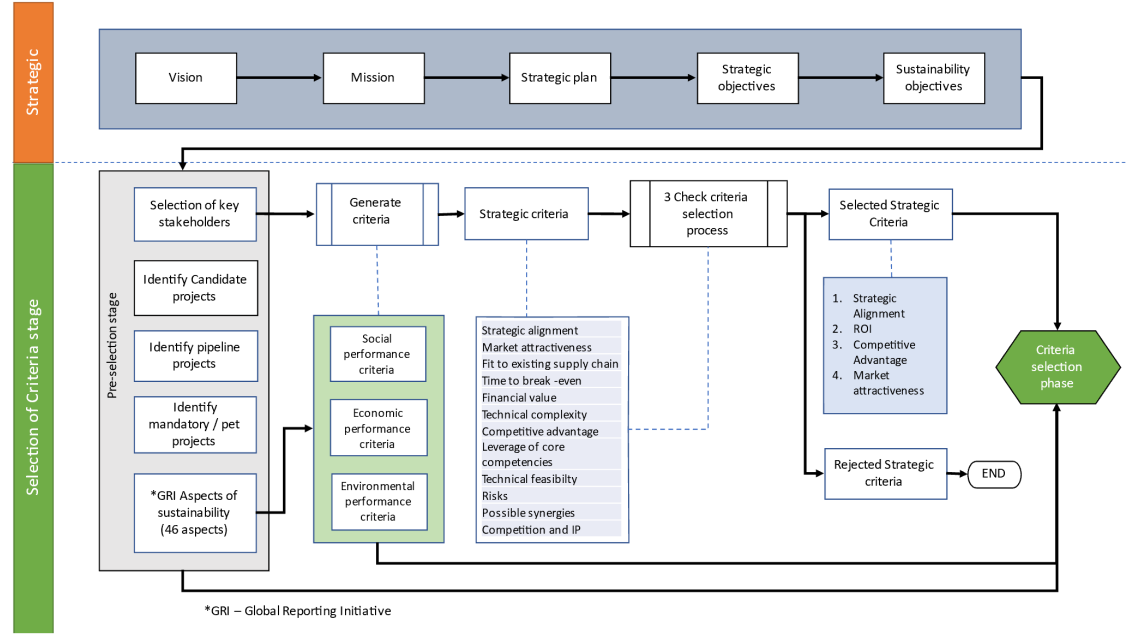 Strategic
Vision
Mission
Strategic plan
Strategic
objectives
Sustainability
objectives
Selection of Criteria stage
Pre-selection stage
Selection of key
stakeholders
Identify Candidate
projects
Identify pipeline
projects
Identify
mandatory / pet
projects
*GRI Aspects of
sustainability
(46 aspects)
Generate
criteria
Social
performance
criteria
Economic
performance
criteria
Environmental
performance
criteria
Strategic criteria
Strategic alignment
Market attractiveness
Fit to existing supply chain
Time to break -even
Financial value
Technical complexity
Competitive advantage
Leverage of core
competencies
Technical feasibilty
Risks
Possible synergies
Competition and IP
3 Check criteria
selection
process
Selected Strategic
Criteria
1. Strategic
Alignment
2. ROI
3. Competitive
Advantage
4. Market
attractiveness
Rejected Strategic
criteria
END
Criteria
selection
phase
*GRI – Global Reporting Initiative